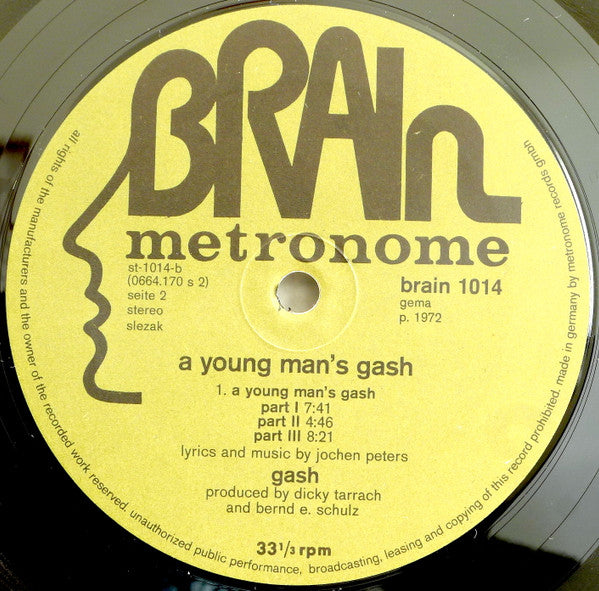 BRAIn
metronome
st-1014-b
(0664.170 s 2)
seite 2
stereo
slezak
brain 1014
gema
p. 1972
a young man's gash
1. a young man's gash
part I 7:41
part II 4:46
part III 8:21
lyrics and music by jochen peters
gash
produced by dicky tarrach
and bernd e. schulz
33 1/3 rpm
all rights of the manufacturers and the owner of the recorded work reserved. unauthorized public performance, broadcasting, leasing and copying of this record prohibited. made in germany by metronome records gmbh